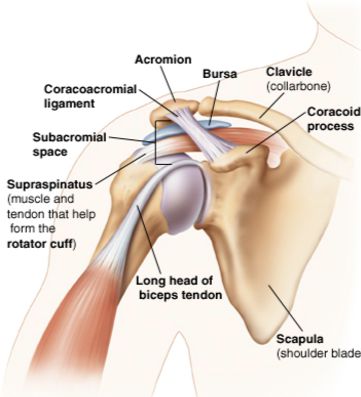 Acromion
Bursa
Clavicle
(collarbone)
Coracoacromial
ligament
Coracoid
process
Subacromial
space
Supraspinatus
(muscle and
tendon that help
form the
rotator cuff)
Long head of
biceps tendon
Scapula
(shoulder blade